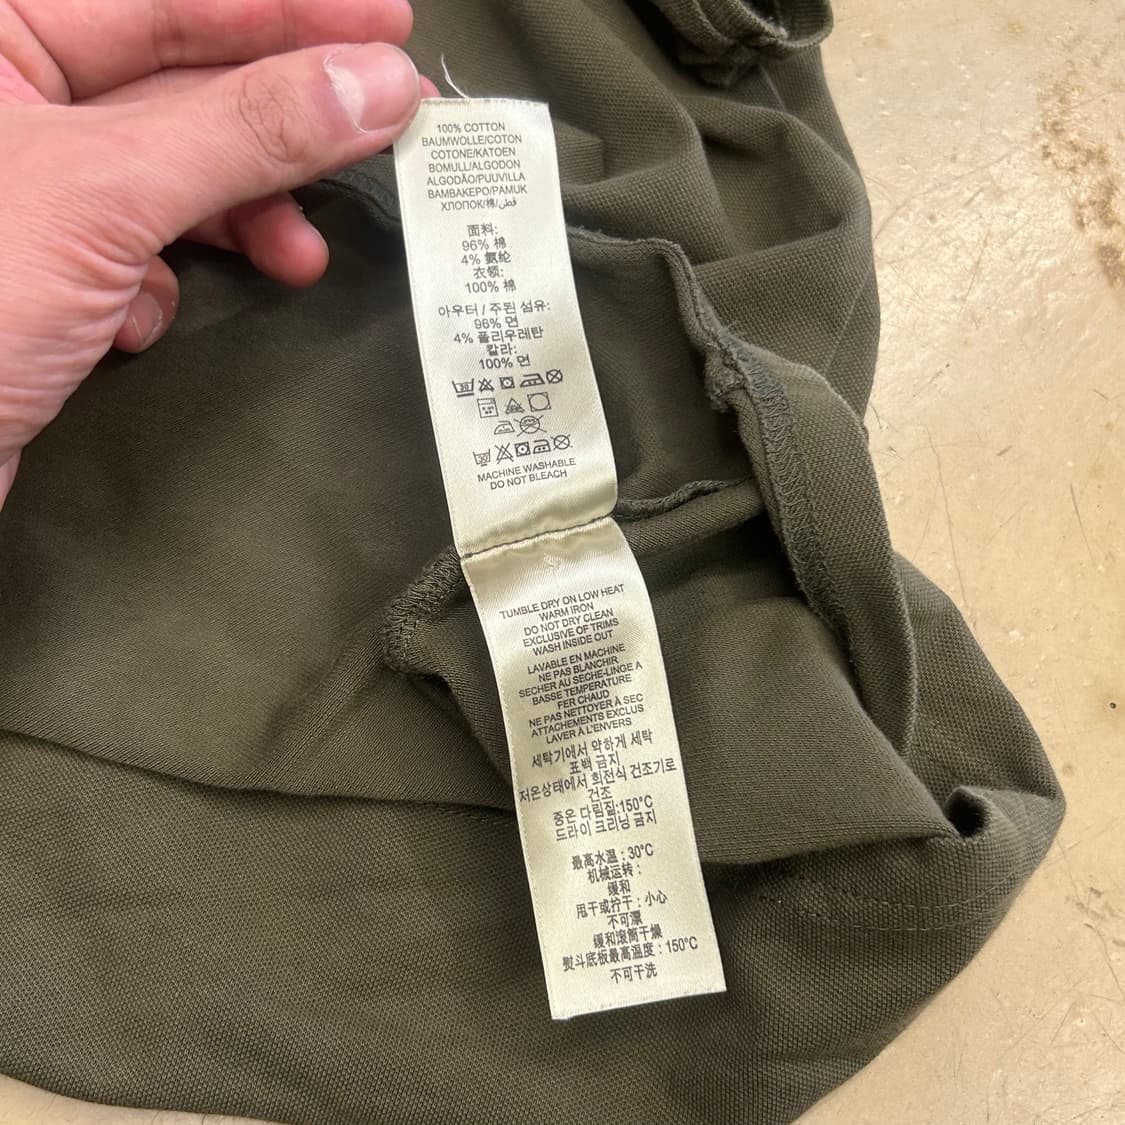 100% COTTON
BAUMWOLLE/COTON
COTONE/KATOEN
BOMULL/ALGODON
ALGODÃO/PUUVILLA
ΒΑΜΒΑΚΕΡΟ/PAMUK
ХЛОПОК/棉/قطن
面料:
96% 棉
4% 氨纶
衣领:
100% 棉
아우터 / 주된 섬유:
96% 면
4% 폴리우레탄
칼라:
100% 면
30
MACHINE WASHABLE
DO NOT BLEACH
TUMBLE DRY ON LOW HEAT
WARM IRON
DO NOT DRY CLEAN
EXCLUSIVE OF TRIMS
WASH INSIDE OUT
LAVABLE EN MACHINE
NE PAS BLANCHIR
SECHER AU SECHE-LINGE A
BASSE TEMPERATURE
FER CHAUD
NE PAS NETTOYER À SEC
ATTACHEMENTS EXCLUS
LAVER À L'ENVERS
세탁기에서 약하게 세탁
표백 금지
저온상태에서 회전식 건조기로
건조
중온 다림질:150°C
드라이 크리닝 금지
最高水温：30°C
机械运转：
缓和
甩干或拧干：小心
不可漂
缓和滚筒干燥
熨斗底板最高温度：150°C
不可干洗